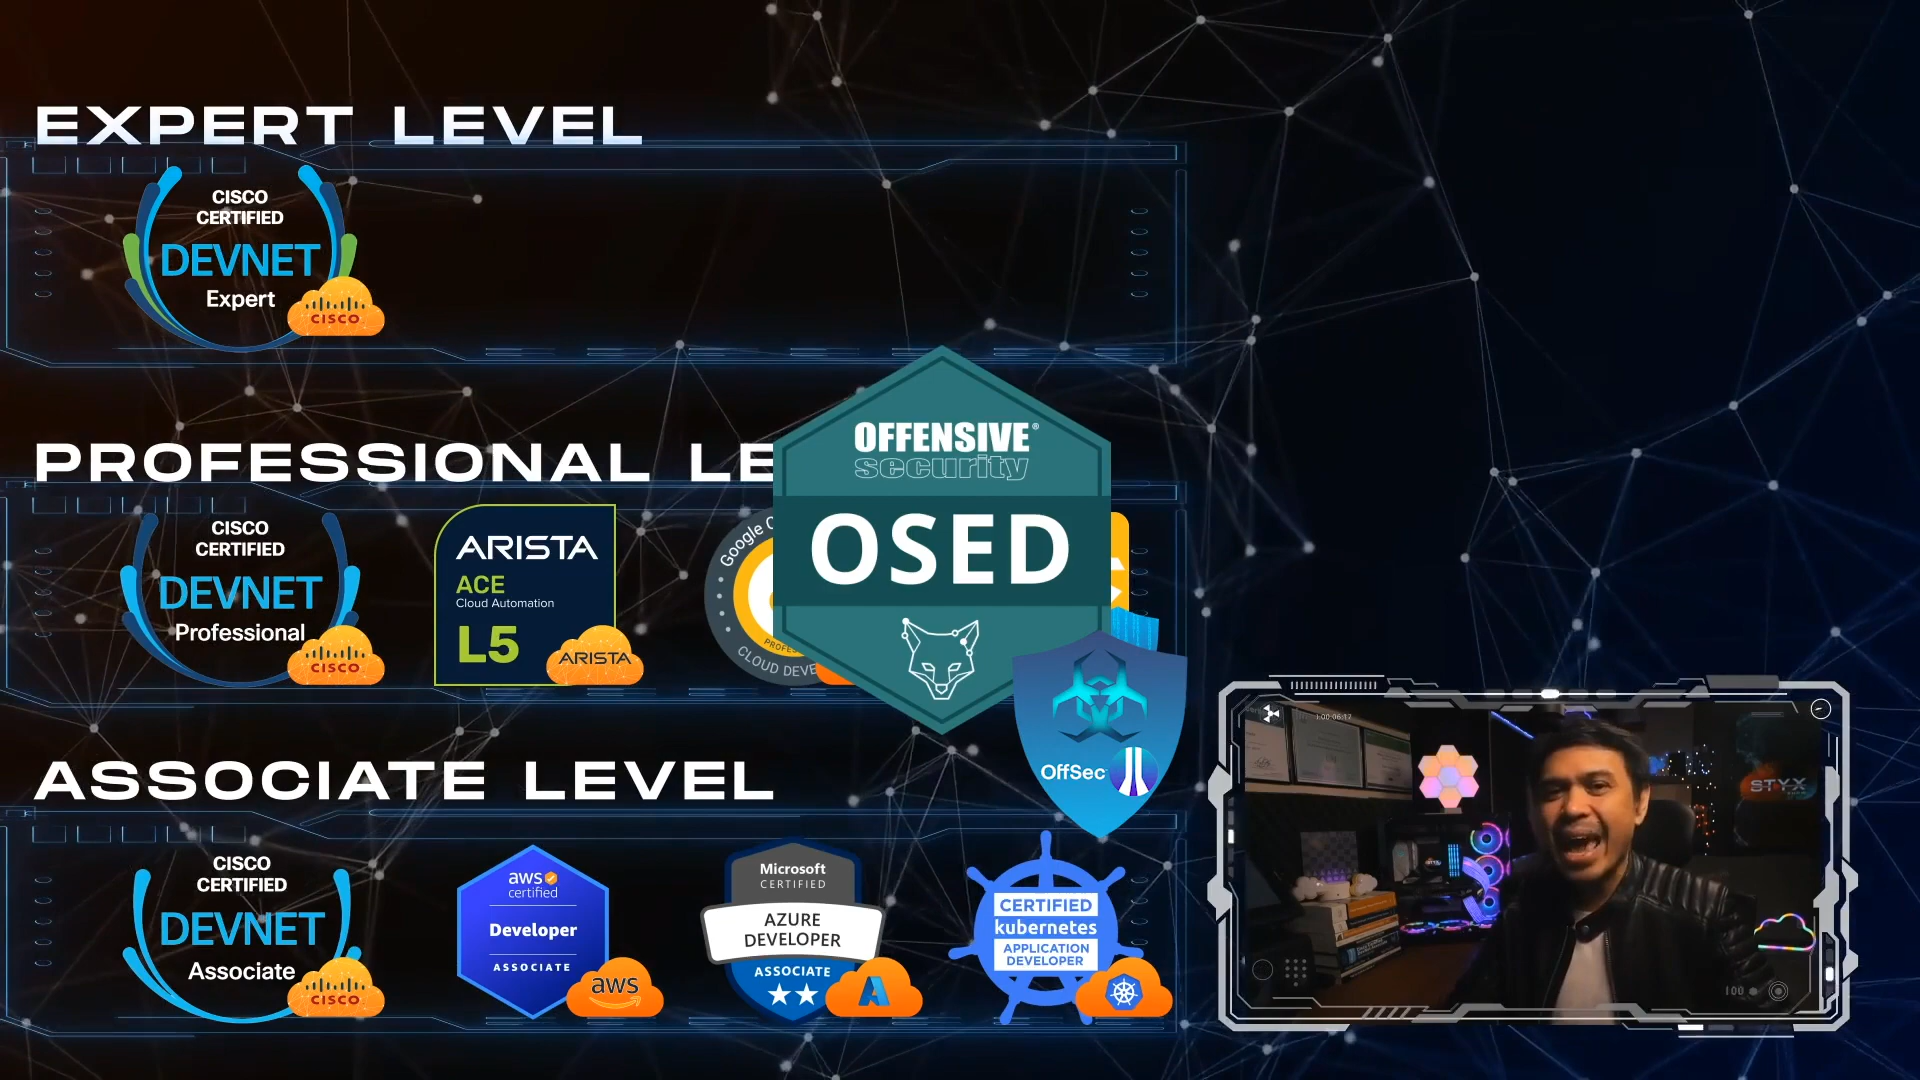 EXPERT LEVEL
CISCO
CERTIFIED
DEVNET
Expert
CISCO
PROFESSIONAL LE
CISCO
CERTIFIED
DEVNET
Professional
CISCO
ARISTA
ACE
Cloud Automation
L5
ARISTA
Google C
CLOUD DEVE
OFFENSIVE®
security
OSED
OffSec
ASSOCIATE LEVEL
CISCO
CERTIFIED
DEVNET
Associate
CISCO
aws
certified
Developer
ASSOCIATE
aws
Microsoft
CERTIFIED
AZURE
DEVELOPER
ASSOCIATE
CERTIFIED
kubernetes
APPLICATION
DEVELOPER
STYX
100